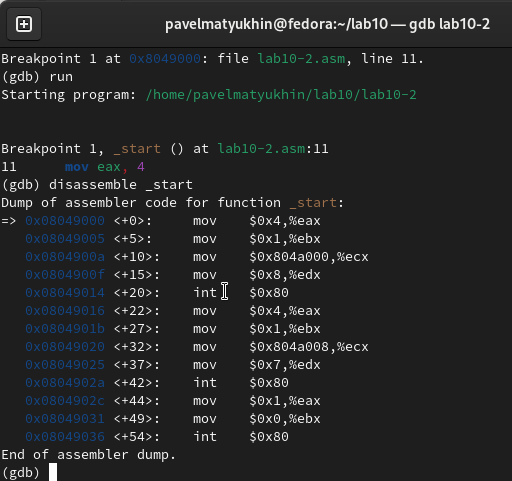 pavelmatyukhin@fedora:~/lab10 — gdb lab10-2
Breakpoint 1 at 0x8049000: file lab10-2.asm, line 11.
(gdb) run
Starting program: /home/pavelmatyukhin/lab10/lab10-2
Breakpoint 1, _start () at lab10-2.asm:11
11      mov eax, 4
(gdb) disassemble _start
Dump of assembler code for function _start:
=> 0x08049000 <+0>:     mov    $0x4,%eax
   0x08049005 <+5>:     mov    $0x1,%ebx
   0x0804900a <+10>:    mov    $0x804a000,%ecx
   0x0804900f <+15>:    mov    $0x8,%edx
   0x08049014 <+20>:    int    $0x80
   0x08049016 <+22>:    mov    $0x4,%eax
   0x0804901b <+27>:    mov    $0x1,%ebx
   0x08049020 <+32>:    mov    $0x804a008,%ecx
   0x08049025 <+37>:    mov    $0x7,%edx
   0x0804902a <+42>:    int    $0x80
   0x0804902c <+44>:    mov    $0x1,%eax
   0x08049031 <+49>:    mov    $0x0,%ebx
   0x08049036 <+54>:    int    $0x80
End of assembler dump.
(gdb)